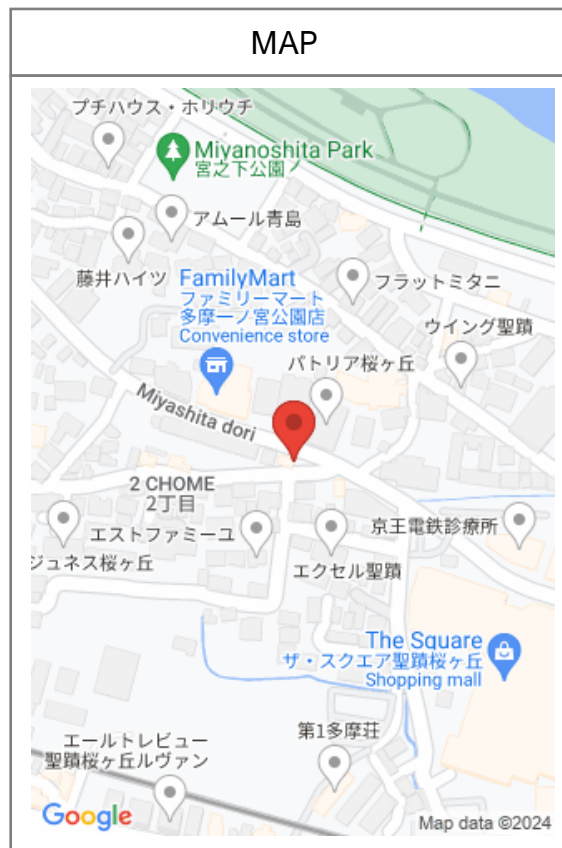 MAP
プチハウス・ホリウチ
Miyanoshita Park
宮之下公園
アムール青島
藤井ハイツ
FamilyMart
ファミリーマート
多摩一ノ宮公園店
Convenience store
フラットミタニ
ウイング聖蹟
パトリア桜ヶ丘
Miyashita dori
2 CHOME
2丁目
エストファミーユ
ジュネス桜ヶ丘
エクセル聖蹟
京王電鉄診療所
The Square
ザ・スクエア聖蹟桜ヶ丘
Shopping mall
第1多摩荘
エールトレビュー
聖蹟桜ヶ丘ルヴァン
Google
Map data ©2024